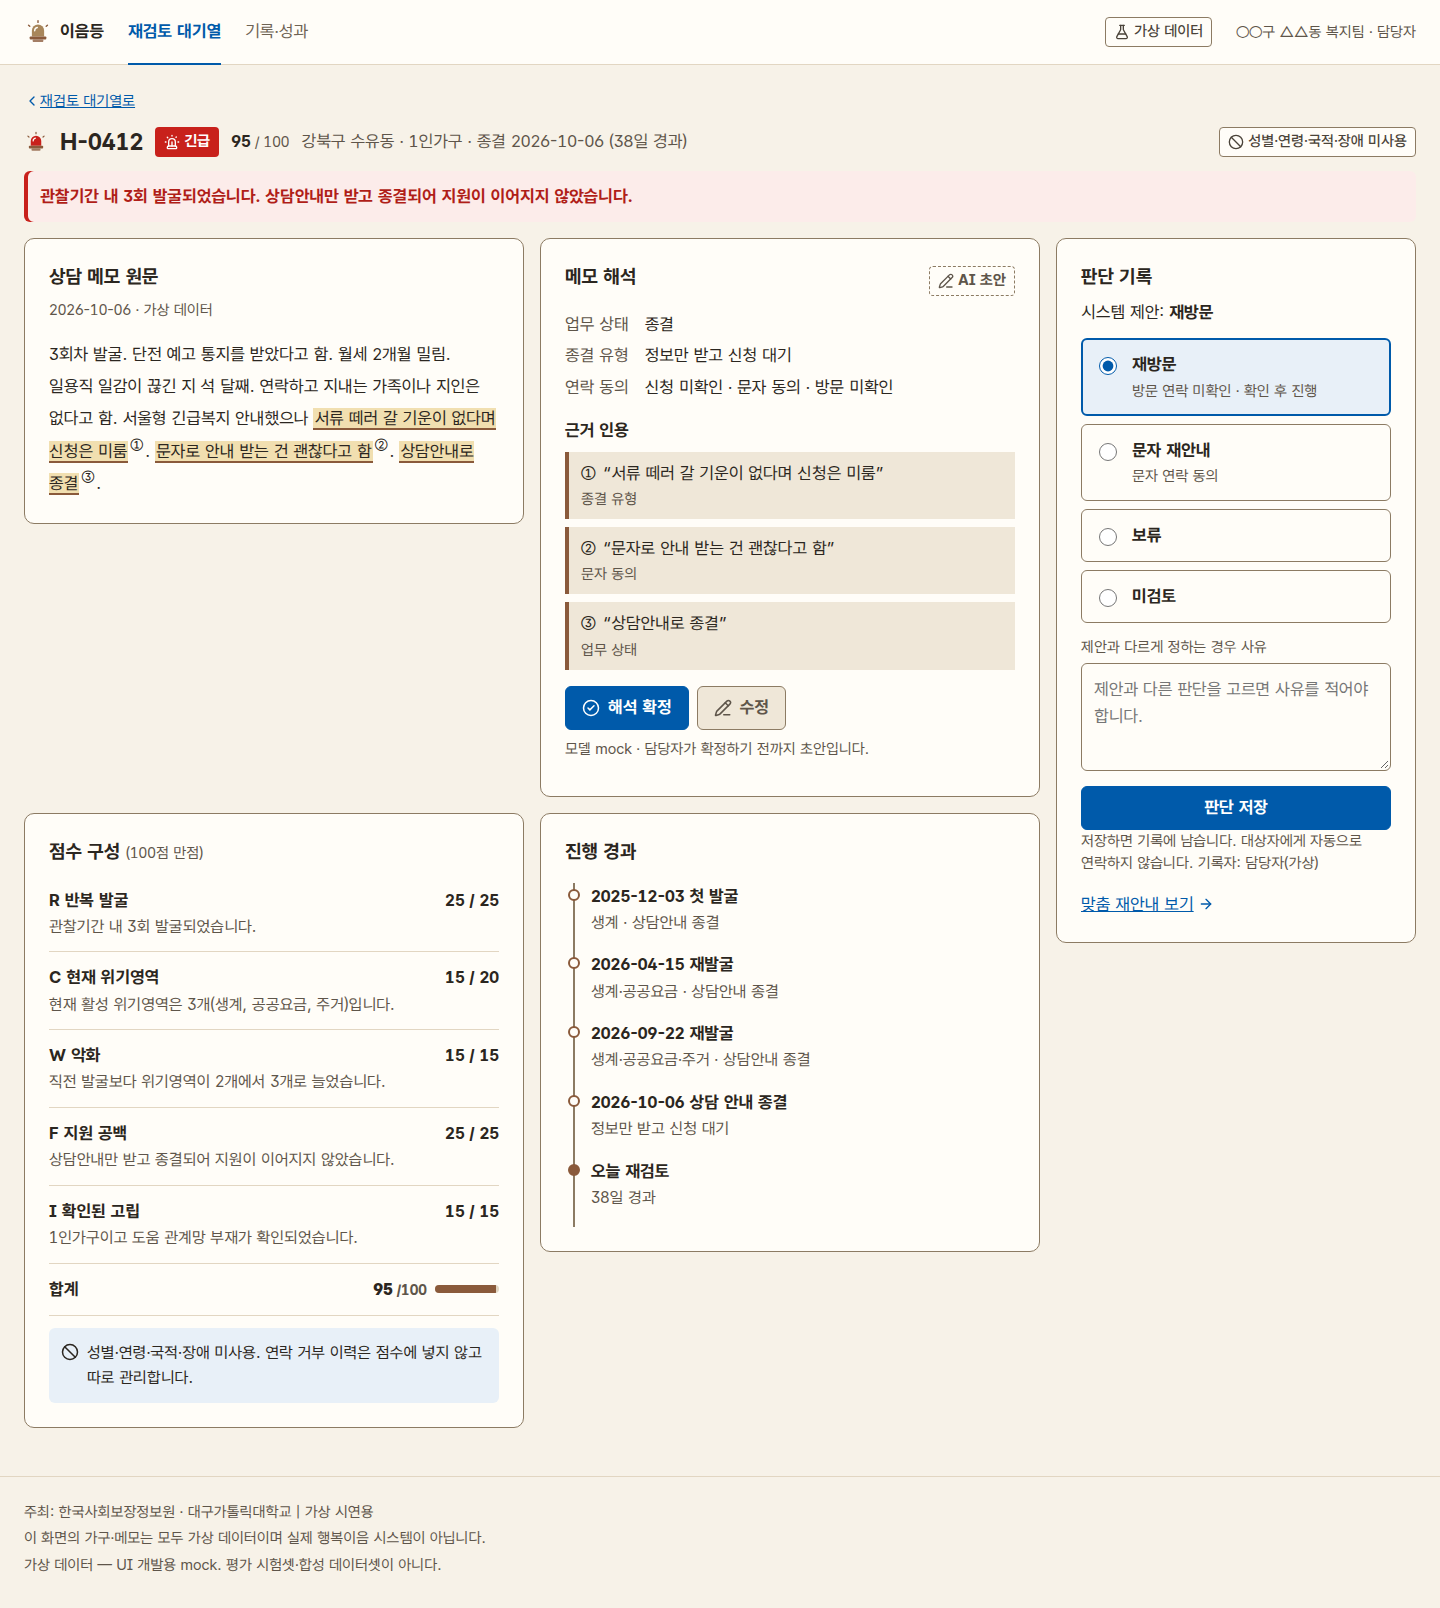 이음등 재검토 대기열 기록·성과 가상 데이터 ○○구 △△동 복지팀 · 담당자
재검토 대기열로
H-0412 긴급 95 / 100 강북구 수유동 · 1인가구 · 종결 2026-10-06 (38일 경과) 성별·연령·국적·장애 미사용
관찰기간 내 3회 발굴되었습니다. 상담안내만 받고 종결되어 지원이 이어지지 않았습니다.
상담 메모 원문
2026-10-06 · 가상 데이터
3회차 발굴. 단전 예고 통지를 받았다고 함. 월세 2개월 밀림.
일용직 일감이 끊긴 지 석 달째. 연락하고 지내는 가족이나 지인은
없다고 함. 서울형 긴급복지 안내했으나 서류 떼러 갈 기운이 없다며
신청은 미룸①. 문자로 안내 받는 건 괜찮다고 함②. 상담안내로
종결③.
메모 해석 AI 초안
업무 상태 종결
종결 유형 정보만 받고 신청 대기
연락 동의 신청 미확인 · 문자 동의 · 방문 미확인
근거 인용
① “서류 떼러 갈 기운이 없다며 신청은 미룸”
종결 유형
② “문자로 안내 받는 건 괜찮다고 함”
문자 동의
③ “상담안내로 종결”
업무 상태
해석 확정 수정
모델 mock · 담당자가 확정하기 전까지 초안입니다.
판단 기록
시스템 제안: 재방문
재방문
방문 연락 미확인 · 확인 후 진행
문자 재안내
문자 연락 동의
보류
미검토
제안과 다르게 정하는 경우 사유
제안과 다른 판단을 고르면 사유를 적어야
합니다.
판단 저장
저장하면 기록에 남습니다. 대상자에게 자동으로
연락하지 않습니다. 기록자: 담당자(가상)
맞춤 재안내 보기
점수 구성 (100점 만점)
R 반복 발굴 25 / 25
관찰기간 내 3회 발굴되었습니다.
C 현재 위기영역 15 / 20
현재 활성 위기영역은 3개(생계, 공공요금, 주거)입니다.
W 악화 15 / 15
직전 발굴보다 위기영역이 2개에서 3개로 늘었습니다.
F 지원 공백 25 / 25
상담안내만 받고 종결되어 지원이 이어지지 않았습니다.
I 확인된 고립 15 / 15
1인가구이고 도움 관계망 부재가 확인되었습니다.
합계 95 /100
성별·연령·국적·장애 미사용. 연락 거부 이력은 점수에 넣지 않고
따로 관리합니다.
진행 경과
2025-12-03 첫 발굴
생계 · 상담안내 종결
2026-04-15 재발굴
생계·공공요금 · 상담안내 종결
2026-09-22 재발굴
생계·공공요금·주거 · 상담안내 종결
2026-10-06 상담 안내 종결
정보만 받고 신청 대기
오늘 재검토
38일 경과
주최: 한국사회보장정보원 · 대구가톨릭대학교 | 가상 시연용
이 화면의 가구·메모는 모두 가상 데이터이며 실제 행복이음 시스템이 아닙니다.
가상 데이터 — UI 개발용 mock. 평가 시험셋·합성 데이터셋이 아니다.